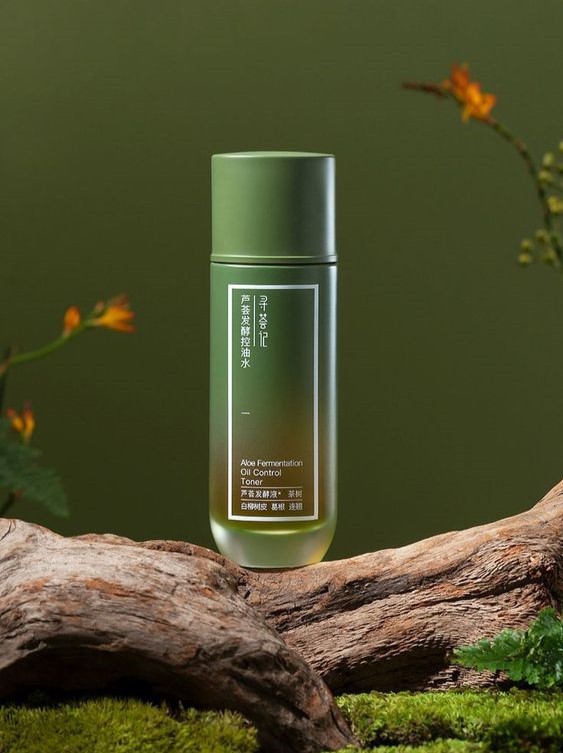 寻荟记
芦荟发酵控油水
Aloe Fermentation
Oil Control
Toner
芦荟发酵液* 茶树
白柳树皮 葛根 连翘